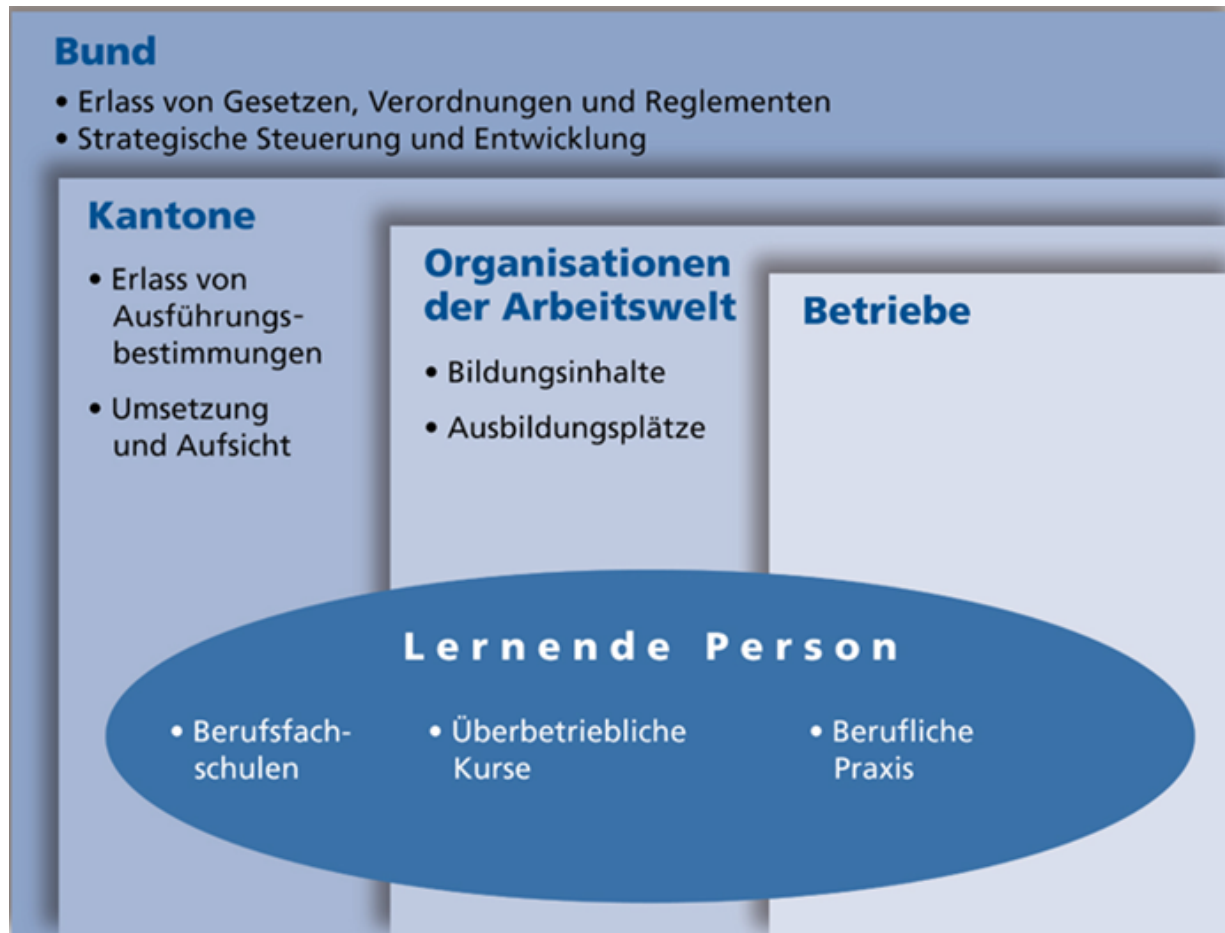 Bund
• Erlass von Gesetzen, Verordnungen und Reglementen
• Strategische Steuerung und Entwicklung
Kantone
• Erlass von
Ausführungs-
bestimmungen
• Umsetzung
und Aufsicht
Organisationen
der Arbeitswelt
• Bildungsinhalte
• Ausbildungsplätze
Betriebe
Lernende Person
• Berufsfach-
schulen
• Überbetriebliche
Kurse
• Berufliche
Praxis